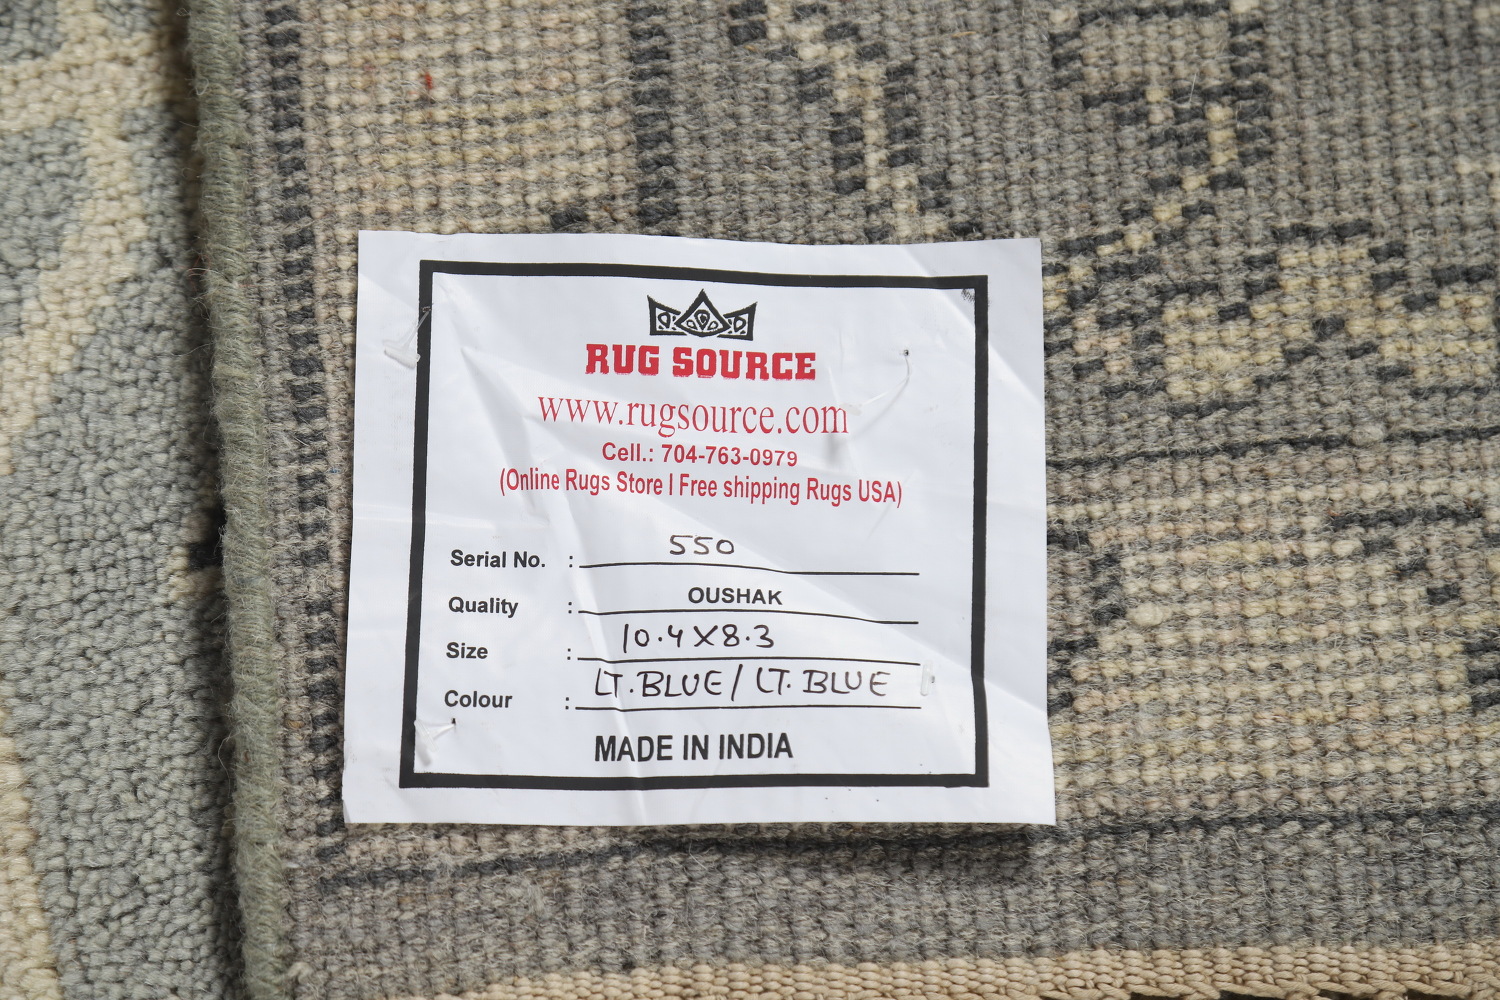 RUG SOURCE
www.rugsource.com
Cell.: 704-763-0979
(Online Rugs Store | Free shipping Rugs USA)
Serial No. : 550
Quality : OUSHAK
Size : 10.4X8.3
Colour : LT.BLUE/ LT. BLUE
MADE IN INDIA